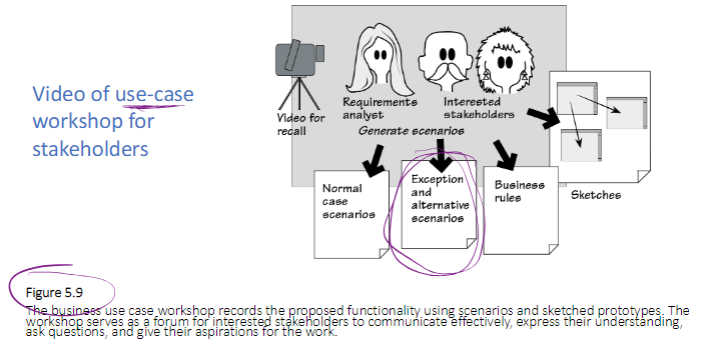 Video of use-case
workshop for
stakeholders
Video for
recall
Requirements
analyst
Interested
stakeholders
Generate scenarios
Normal
case
scenarios
Exception
and
alternative
scenarios
Business
rules
Sketches
Figure 5.9
The business use case workshop records the proposed functionality using scenarios and sketched prototypes. The
workshop serves as a forum for interested stakeholders to communicate effectively, express their understanding,
ask questions, and give their aspirations for the work.